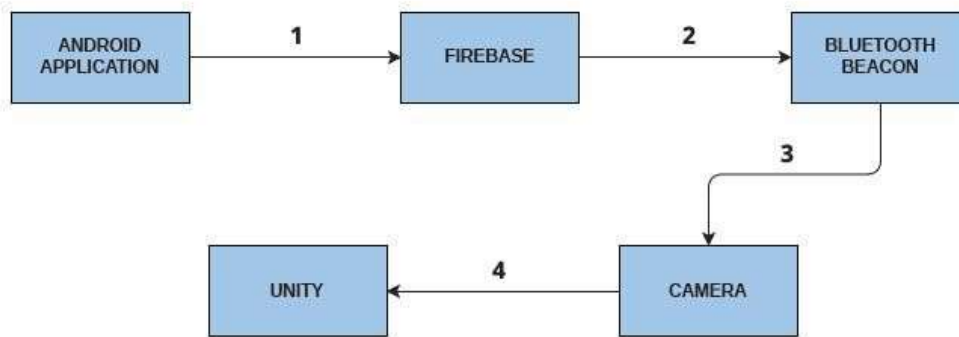 ANDROID
APPLICATION
1
FIREBASE
2
BLUETOOTH
BEACON
3
UNITY
4
CAMERA